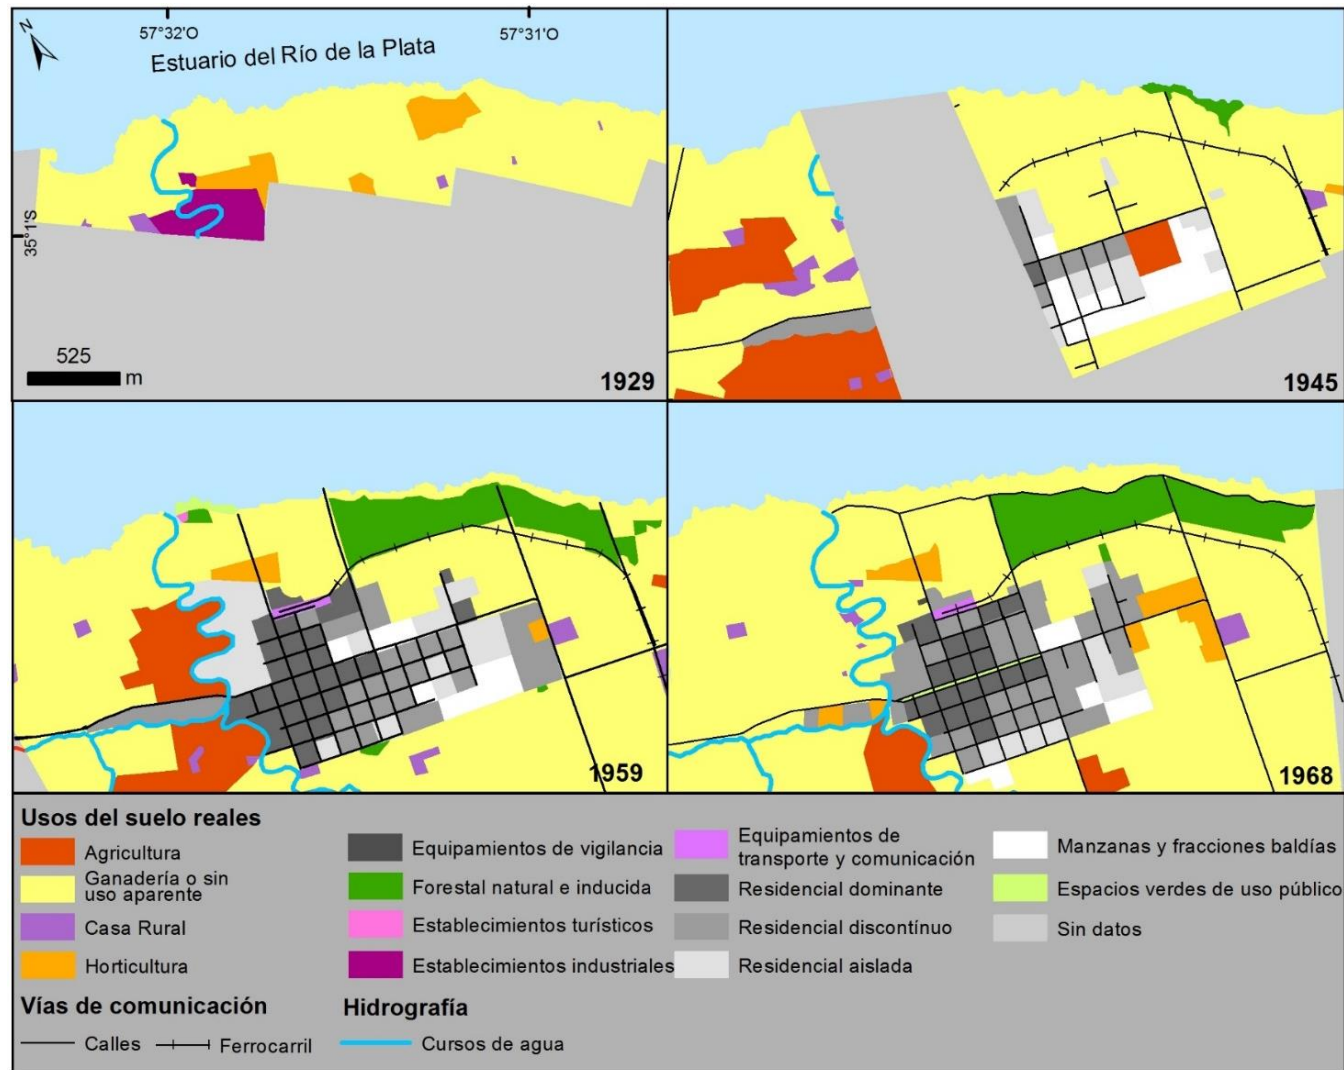 N
57°32'O
57°31'O
Estuario del Río de la Plata
35°1'S
525
m
1929
1945
1959
1968
Usos del suelo reales
Agricultura
Ganadería o sin
uso aparente
Casa Rural
Horticultura
Equipamientos de vigilancia
Forestal natural e inducida
Establecimientos turísticos
Establecimientos industriales
Equipamientos de
transporte y comunicación
Residencial dominante
Residencial discontínuo
Residencial aislada
Manzanas y fracciones baldías
Espacios verdes de uso público
Sin datos
Vías de comunicación
Calles
Ferrocarril
Hidrografía
Cursos de agua